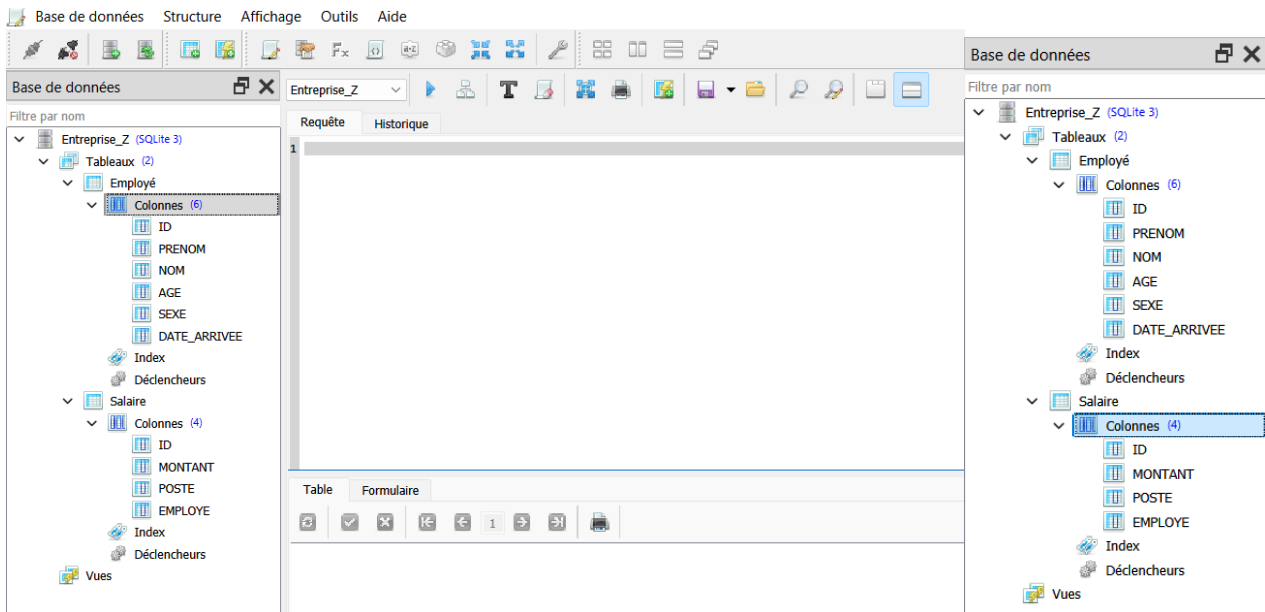 Base de données Structure Affichage Outils Aide
Base de données
Filtre par nom
Entreprise_Z (SQLite 3)
Tableaux (2)
Employé
Colonnes (6)
ID
PRENOM
NOM
AGE
SEXE
DATE_ARRIVEE
Index
Déclencheurs
Salaire
Colonnes (4)
ID
MONTANT
POSTE
EMPLOYE
Index
Déclencheurs
Vues
Entreprise_Z
Requête Historique
1
Table Formulaire
1
Base de données
Filtre par nom
Entreprise_Z (SQLite 3)
Tableaux (2)
Employé
Colonnes (6)
ID
PRENOM
NOM
AGE
SEXE
DATE_ARRIVEE
Index
Déclencheurs
Salaire
Colonnes (4)
ID
MONTANT
POSTE
EMPLOYE
Index
Déclencheurs
Vues